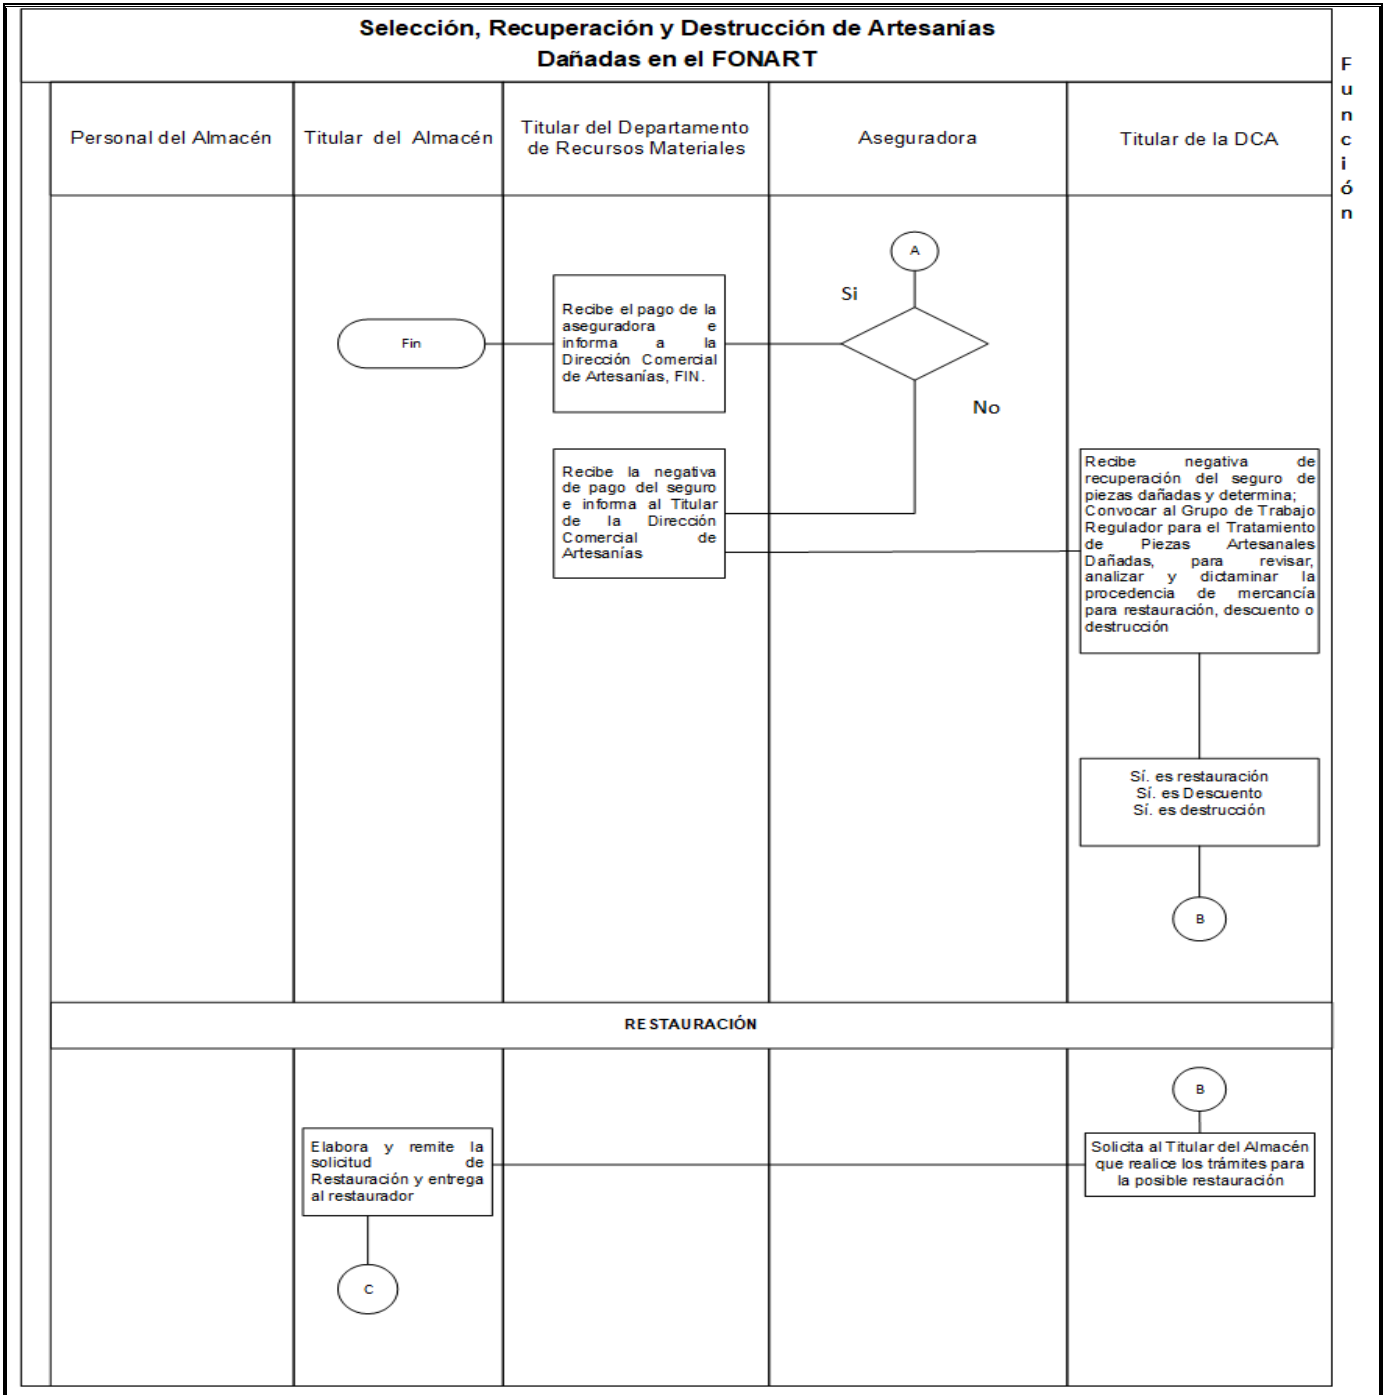 Selección, Recuperación y Destrucción de Artesanías
Dañadas en el FONART
Función
Personal del Almacén
Titular del Almacén
Titular del Departamento
de Recursos Materiales
Aseguradora
Titular de la DCA
A
Si
Fin
Recibe el pago de la
aseguradora e
informa a la
Dirección Comercial
de Artesanías, FIN.
No
Recibe la negativa
de pago del seguro
e informa al Titular
de la Dirección
Comercial de
Artesanías
Recibe negativa de
recuperación del seguro de
piezas dañadas y determina;
Convocar al Grupo de Trabajo
Regulador para el Tratamiento
de Piezas Artesanales
Dañadas, para revisar,
analizar y dictaminar la
procedencia de mercancía
para restauración, descuento o
destrucción
Sí. es restauración
Sí. es Descuento
Sí. es destrucción
B
RESTAURACIÓN
B
Elabora y remite la
solicitud de
Restauración y entrega
al restaurador
Solicita al Titular del Almacén
que realice los trámites para
la posible restauración
C